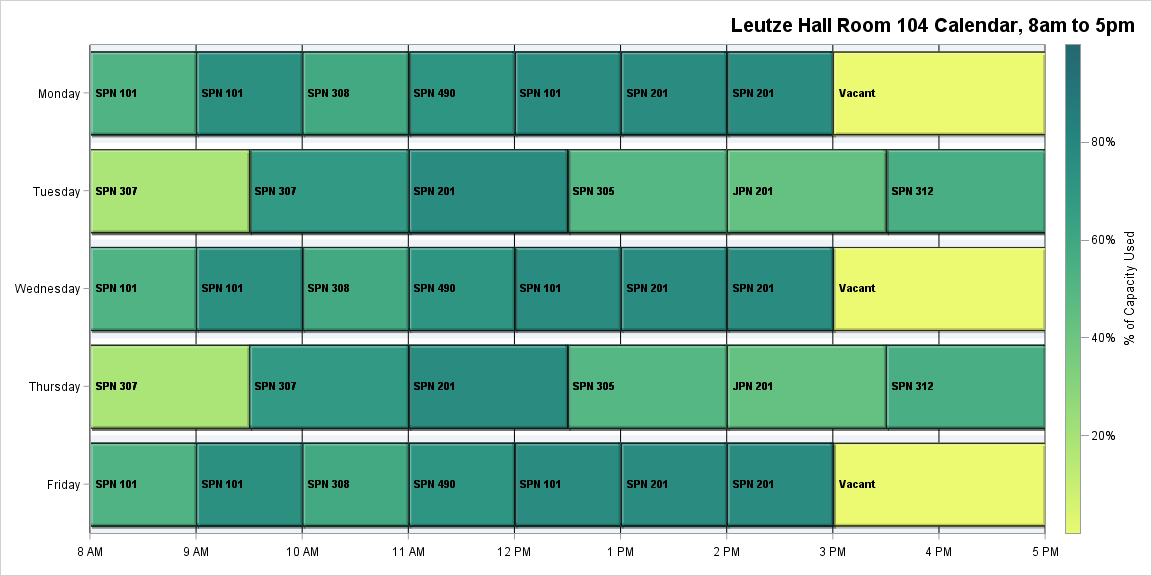 Leutze Hall Room 104 Calendar, 8am to 5pm
Monday SPN 101 SPN 101 SPN 308 SPN 490 SPN 101 SPN 201 SPN 201 Vacant
80%
Tuesday SPN 307 SPN 307 SPN 201 SPN 305 JPN 201 SPN 312
60%
Wednesday SPN 101 SPN 101 SPN 308 SPN 490 SPN 101 SPN 201 SPN 201 Vacant
% of Capacity Used
40%
Thursday SPN 307 SPN 307 SPN 201 SPN 305 JPN 201 SPN 312
20%
Friday SPN 101 SPN 101 SPN 308 SPN 490 SPN 101 SPN 201 SPN 201 Vacant
8 AM 9 AM 10 AM 11 AM 12 PM 1 PM 2 PM 3 PM 4 PM 5 PM